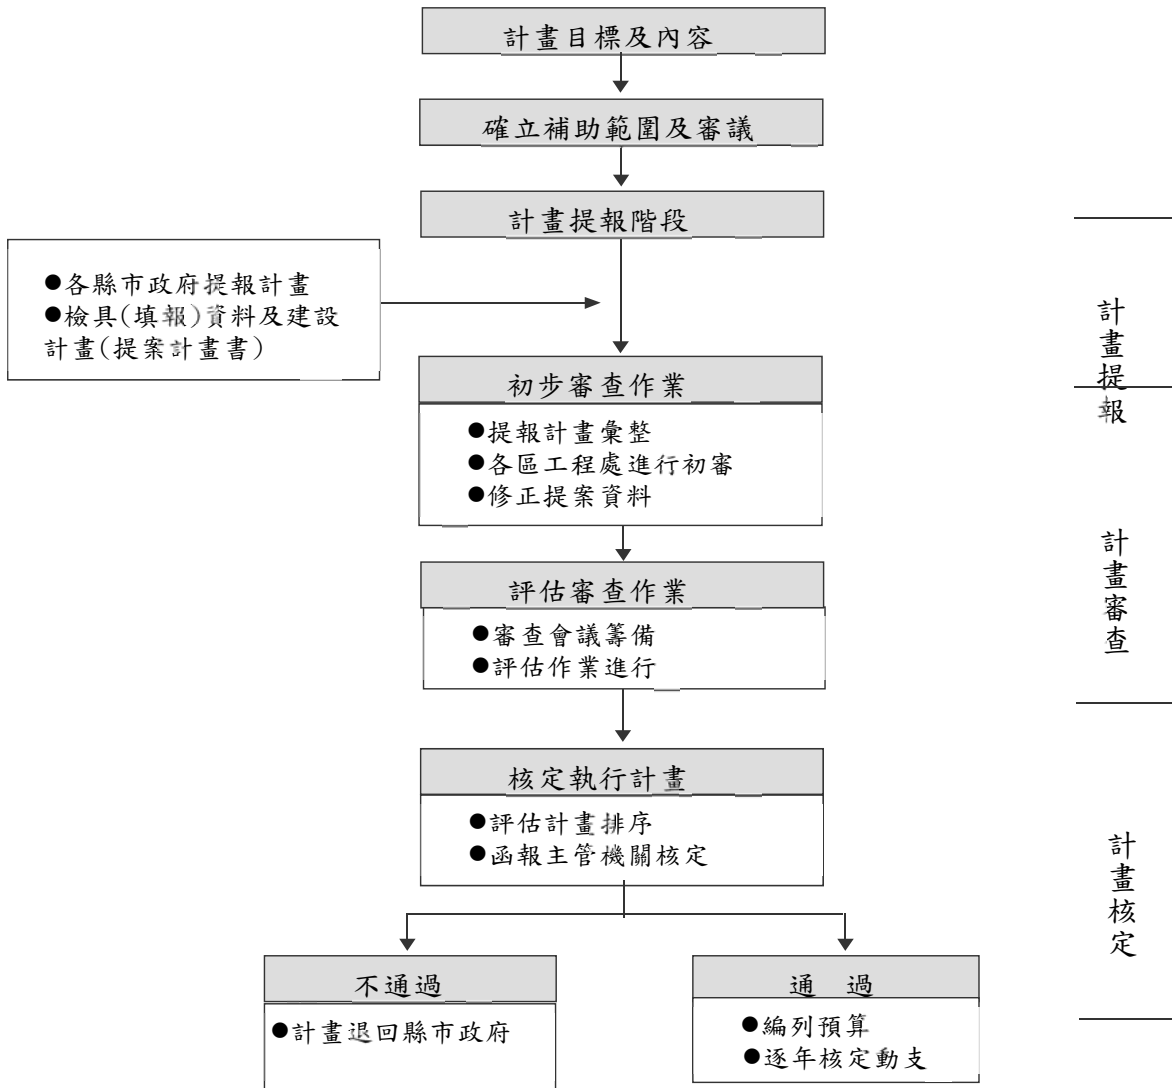 計畫目標及內容
確立補助範圍及審議
計畫提報階段
●各縣市政府提報計畫
●檢具(填報)資料及建設
計畫(提案計畫書)
計畫提報
初步審查作業
●提報計畫彙整
●各區工程處進行初審
●修正提案資料
計畫審查
評估審查作業
●審查會議籌備
●評估作業進行
核定執行計畫
●評估計畫排序
●函報主管機關核定
計畫核定
不通過
●計畫退回縣市政府
通　過
●編列預算
●逐年核定動支